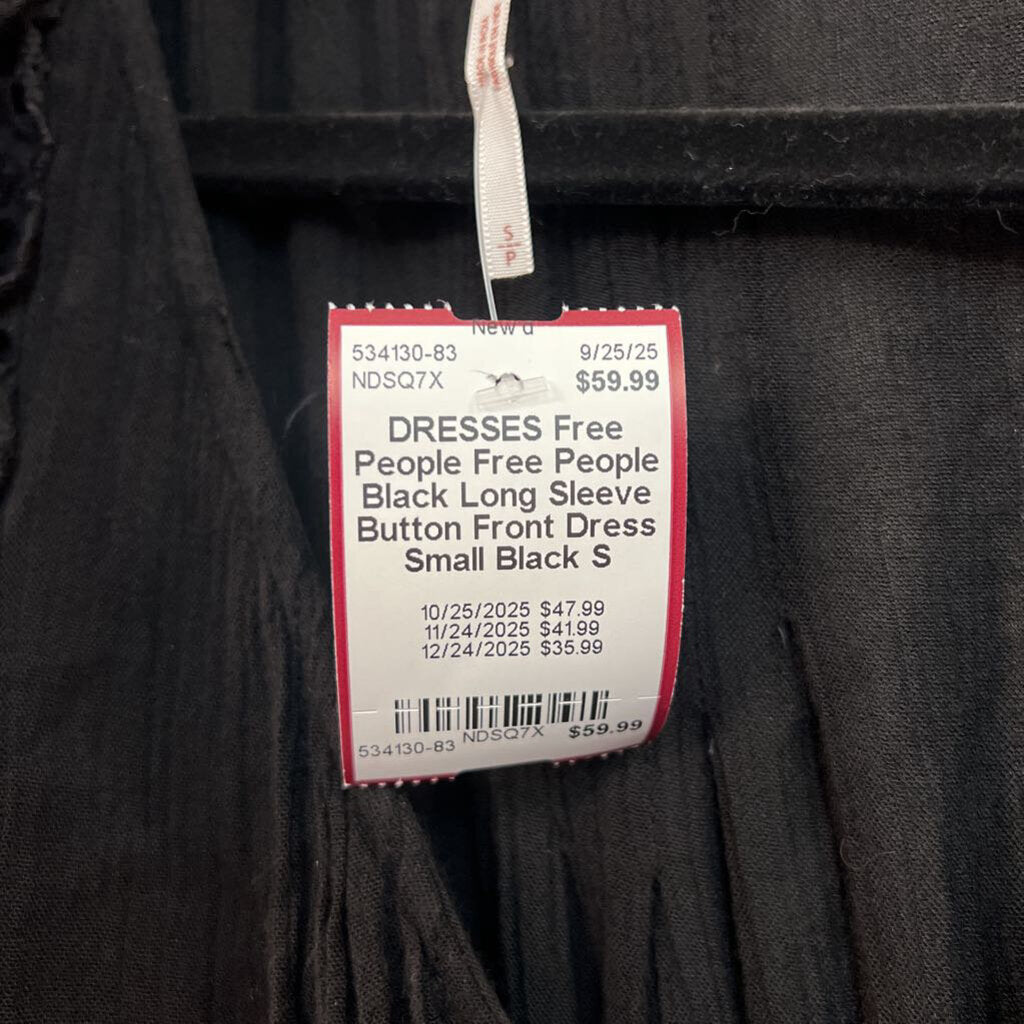 S/P
New d
534130-83 9/25/25
NDSQ7X $59.99
DRESSES Free
People Free People
Black Long Sleeve
Button Front Dress
Small Black S
10/25/2025 $47.99
11/24/2025 $41.99
12/24/2025 $35.99
534130-83 NDSQ7X $59.99